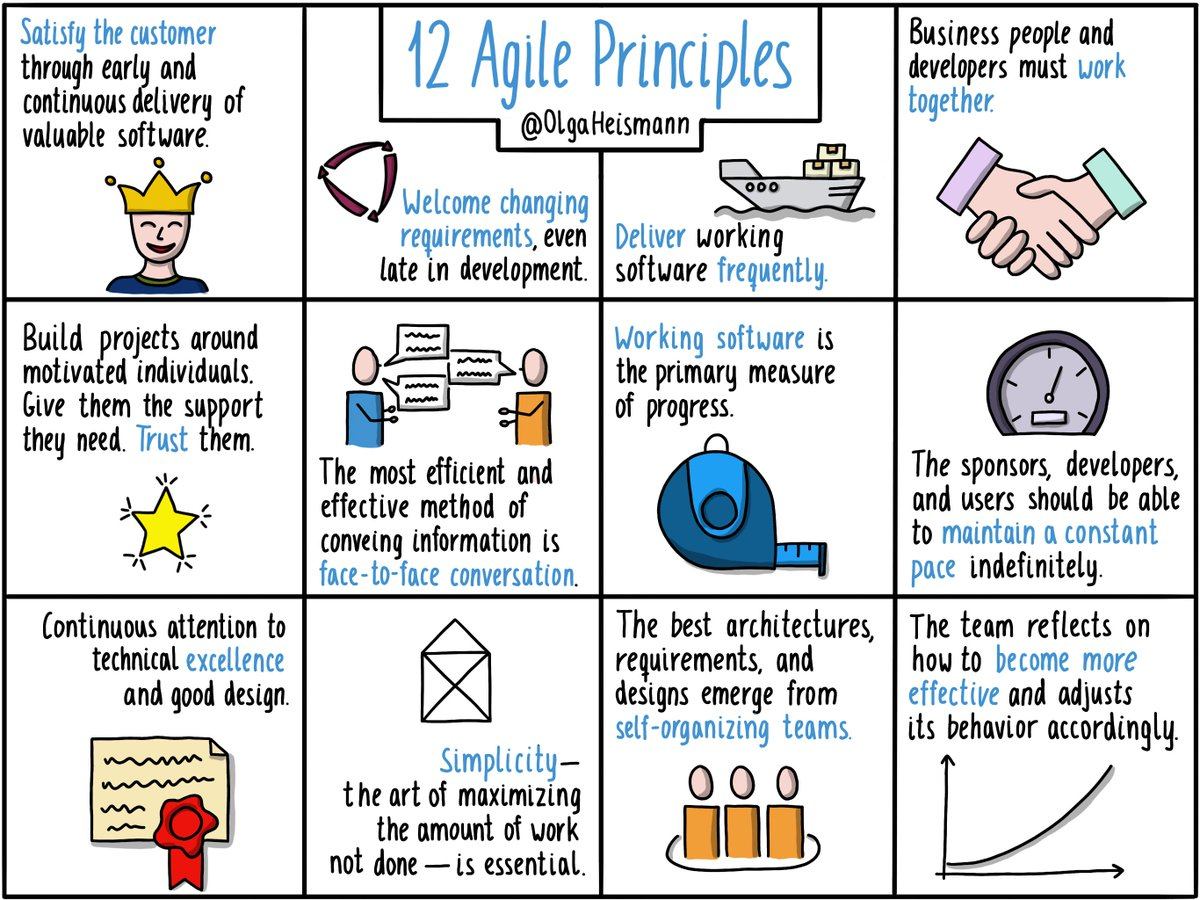 12 Agile Principles
@OlgaHeismann
Satisfy the customer
through early and
continuous delivery of
valuable software.
Welcome changing
requirements, even
late in development.
Deliver working
software frequently.
Business people and
developers must work
together.
Build projects around
motivated individuals.
Give them the support
they need. Trust them.
The most efficient and
effective method of
conveing information is
face-to-face conversation.
Working software is
the primary measure
of progress.
The sponsors, developers,
and users should be able
to maintain a constant
pace indefinitely.
Continuous attention to
technical excellence
and good design.
Simplicity—
the art of maximizing
the amount of work
not done — is essential.
The best architectures,
requirements, and
designs emerge from
self-organizing teams.
The team reflects on
how to become more
effective and adjusts
its behavior accordingly.